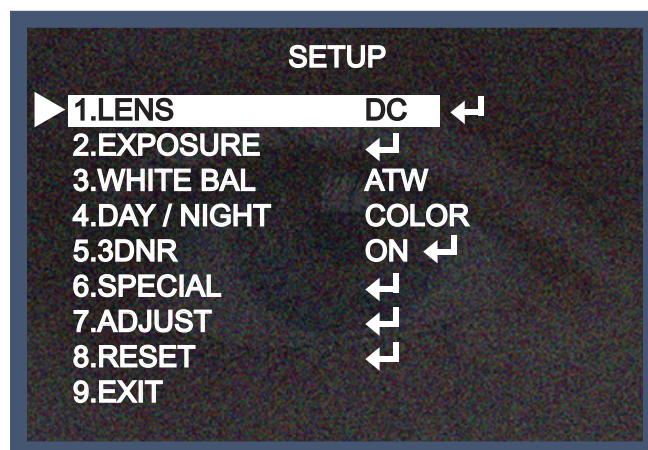 SETUP
1.LENS DC ↵
2.EXPOSURE ↵
3.WHITE BAL ATW
4.DAY / NIGHT COLOR
5.3DNR ON ↵
6.SPECIAL ↵
7.ADJUST ↵
8.RESET ↵
9.EXIT